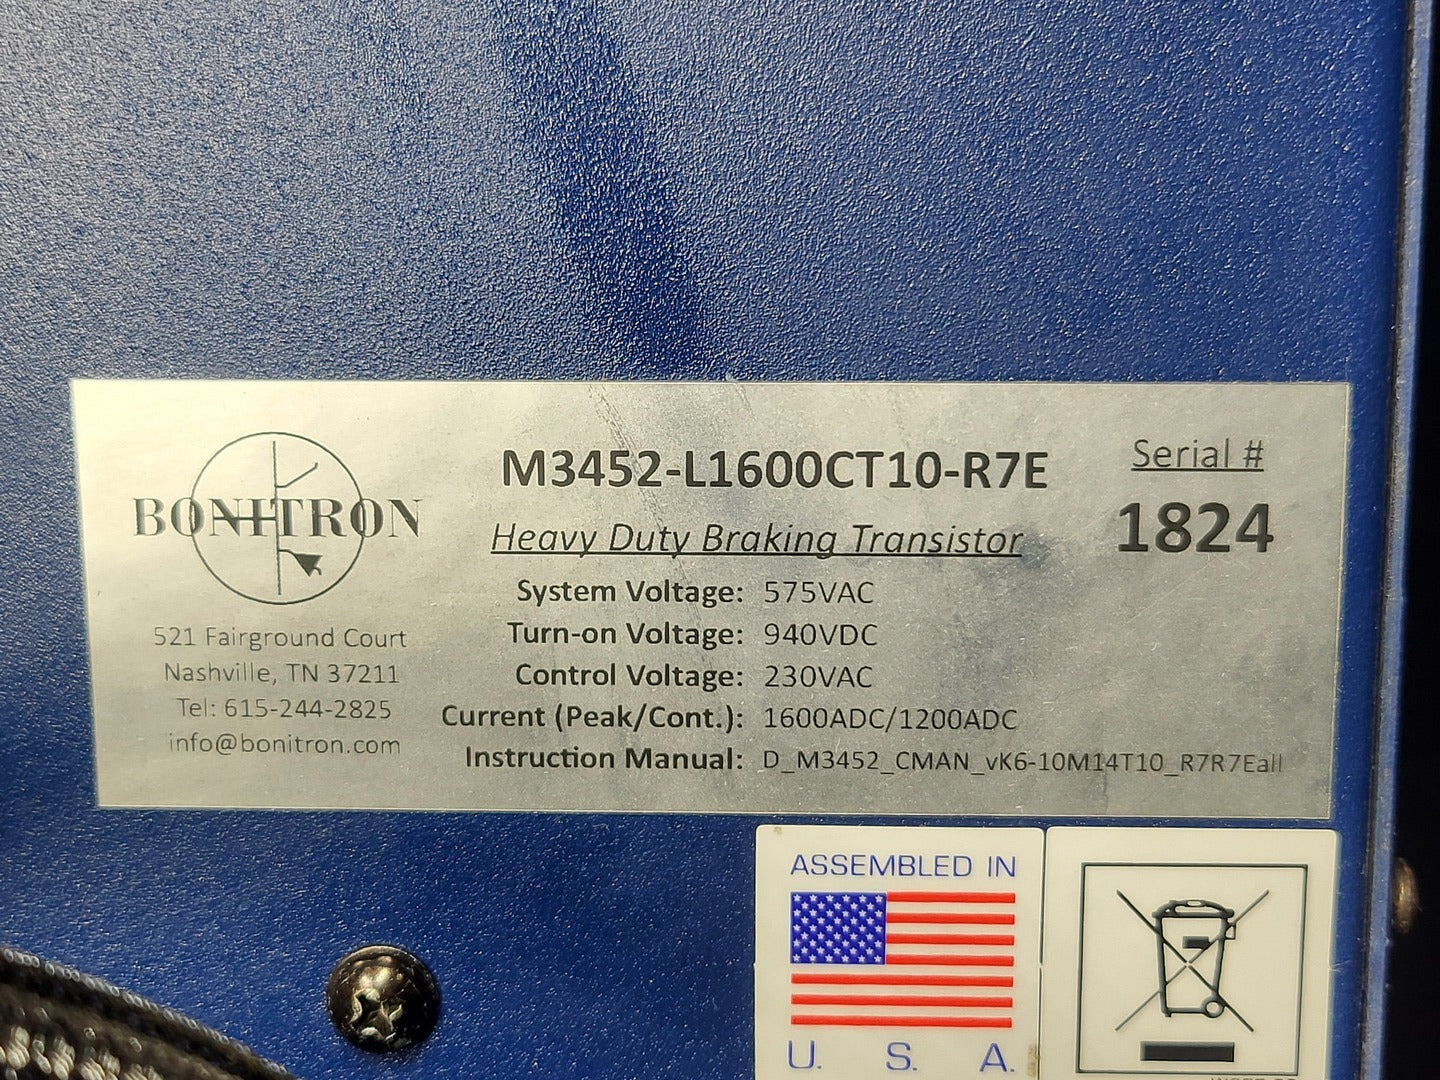 BONITRON
521 Fairground Court
Nashville, TN 37211
Tel: 615-244-2825
info@bonitron.com
M3452-L1600CT10-R7E
Heavy Duty Braking Transistor
System Voltage: 575VAC
Turn-on Voltage: 940VDC
Control Voltage: 230VAC
Current (Peak/Cont.): 1600ADC/1200ADC
Instruction Manual: D_M3452_CMAN_vK6-10M14T10_R7R7Eall
Serial #
1824
ASSEMBLED IN
U. S. A.